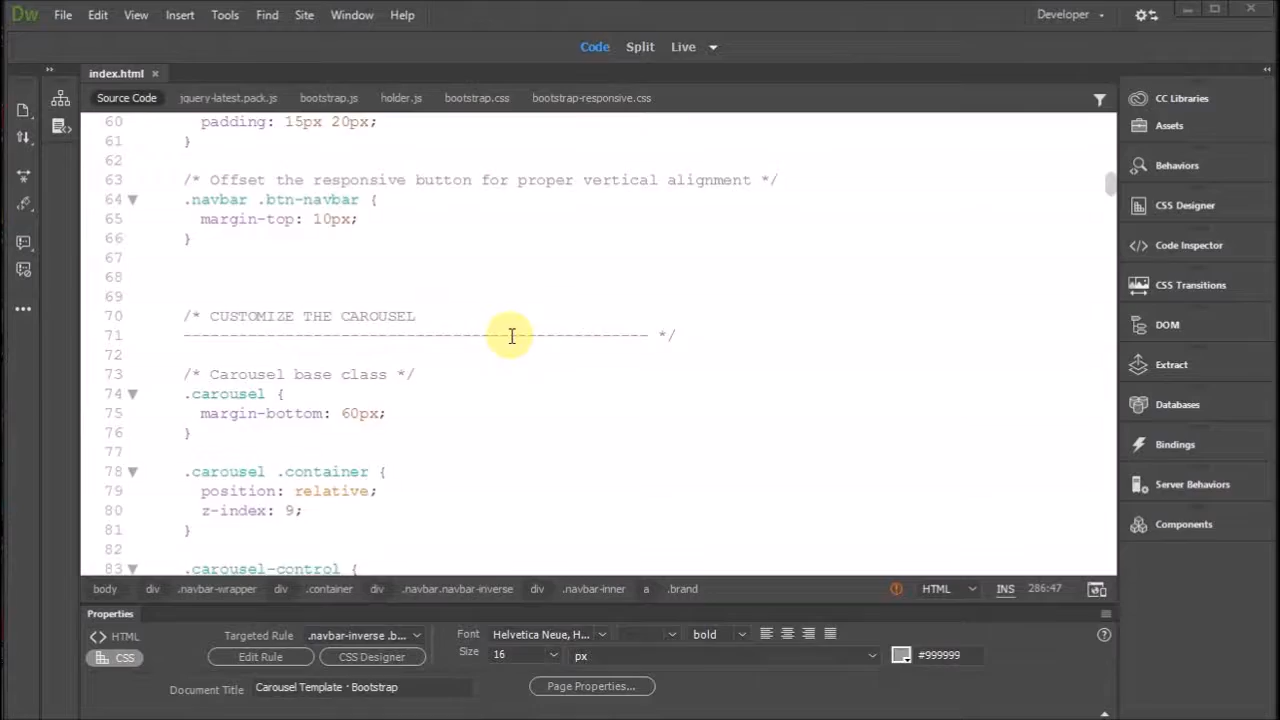 Dw File Edit View Insert Tools Find Site Window Help Developer
Code Split Live
index.html
Source Code jquery-latest.pack.js bootstrap.js holder.js bootstrap.css bootstrap-responsive.css
60 padding: 15px 20px;
61 }
62
63 /* Offset the responsive button for proper vertical alignment */
64 .navbar .btn-navbar {
65 margin-top: 10px;
66 }
67
68
69
70 /* CUSTOMIZE THE CAROUSEL
71 -------------------------------------------------- */
72
73 /* Carousel base class */
74 .carousel {
75 margin-bottom: 60px;
76 }
77
78 .carousel .container {
79 position: relative;
80 z-index: 9;
81 }
82
83 .carousel-control {
CC Libraries
Assets
Behaviors
CSS Designer
Code Inspector
CSS Transitions
DOM
Extract
Databases
Bindings
Server Behaviors
Components
body div .navbar-wrapper div .container div .navbar.navbar-inverse div .navbar-inner a .brand HTML INS 286:47
Properties
HTML Targeted Rule .navbar-inverse .b... Font Helvetica Neue, H... bold
CSS Edit Rule CSS Designer Size 16 px #999999
Document Title Carousel Template · Bootstrap Page Properties...